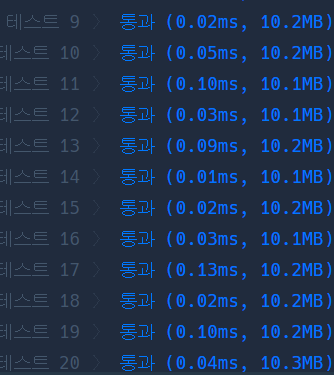 테스트 9 〉 통과 (0.02ms, 10.2MB)
테스트 10 〉 통과 (0.05ms, 10.2MB)
테스트 11 〉 통과 (0.10ms, 10.1MB)
테스트 12 〉 통과 (0.03ms, 10.1MB)
테스트 13 〉 통과 (0.09ms, 10.2MB)
테스트 14 〉 통과 (0.01ms, 10.1MB)
테스트 15 〉 통과 (0.02ms, 10.2MB)
테스트 16 〉 통과 (0.03ms, 10.1MB)
테스트 17 〉 통과 (0.13ms, 10.2MB)
테스트 18 〉 통과 (0.02ms, 10.2MB)
테스트 19 〉 통과 (0.10ms, 10.2MB)
테스트 20 〉 통과 (0.04ms, 10.3MB)